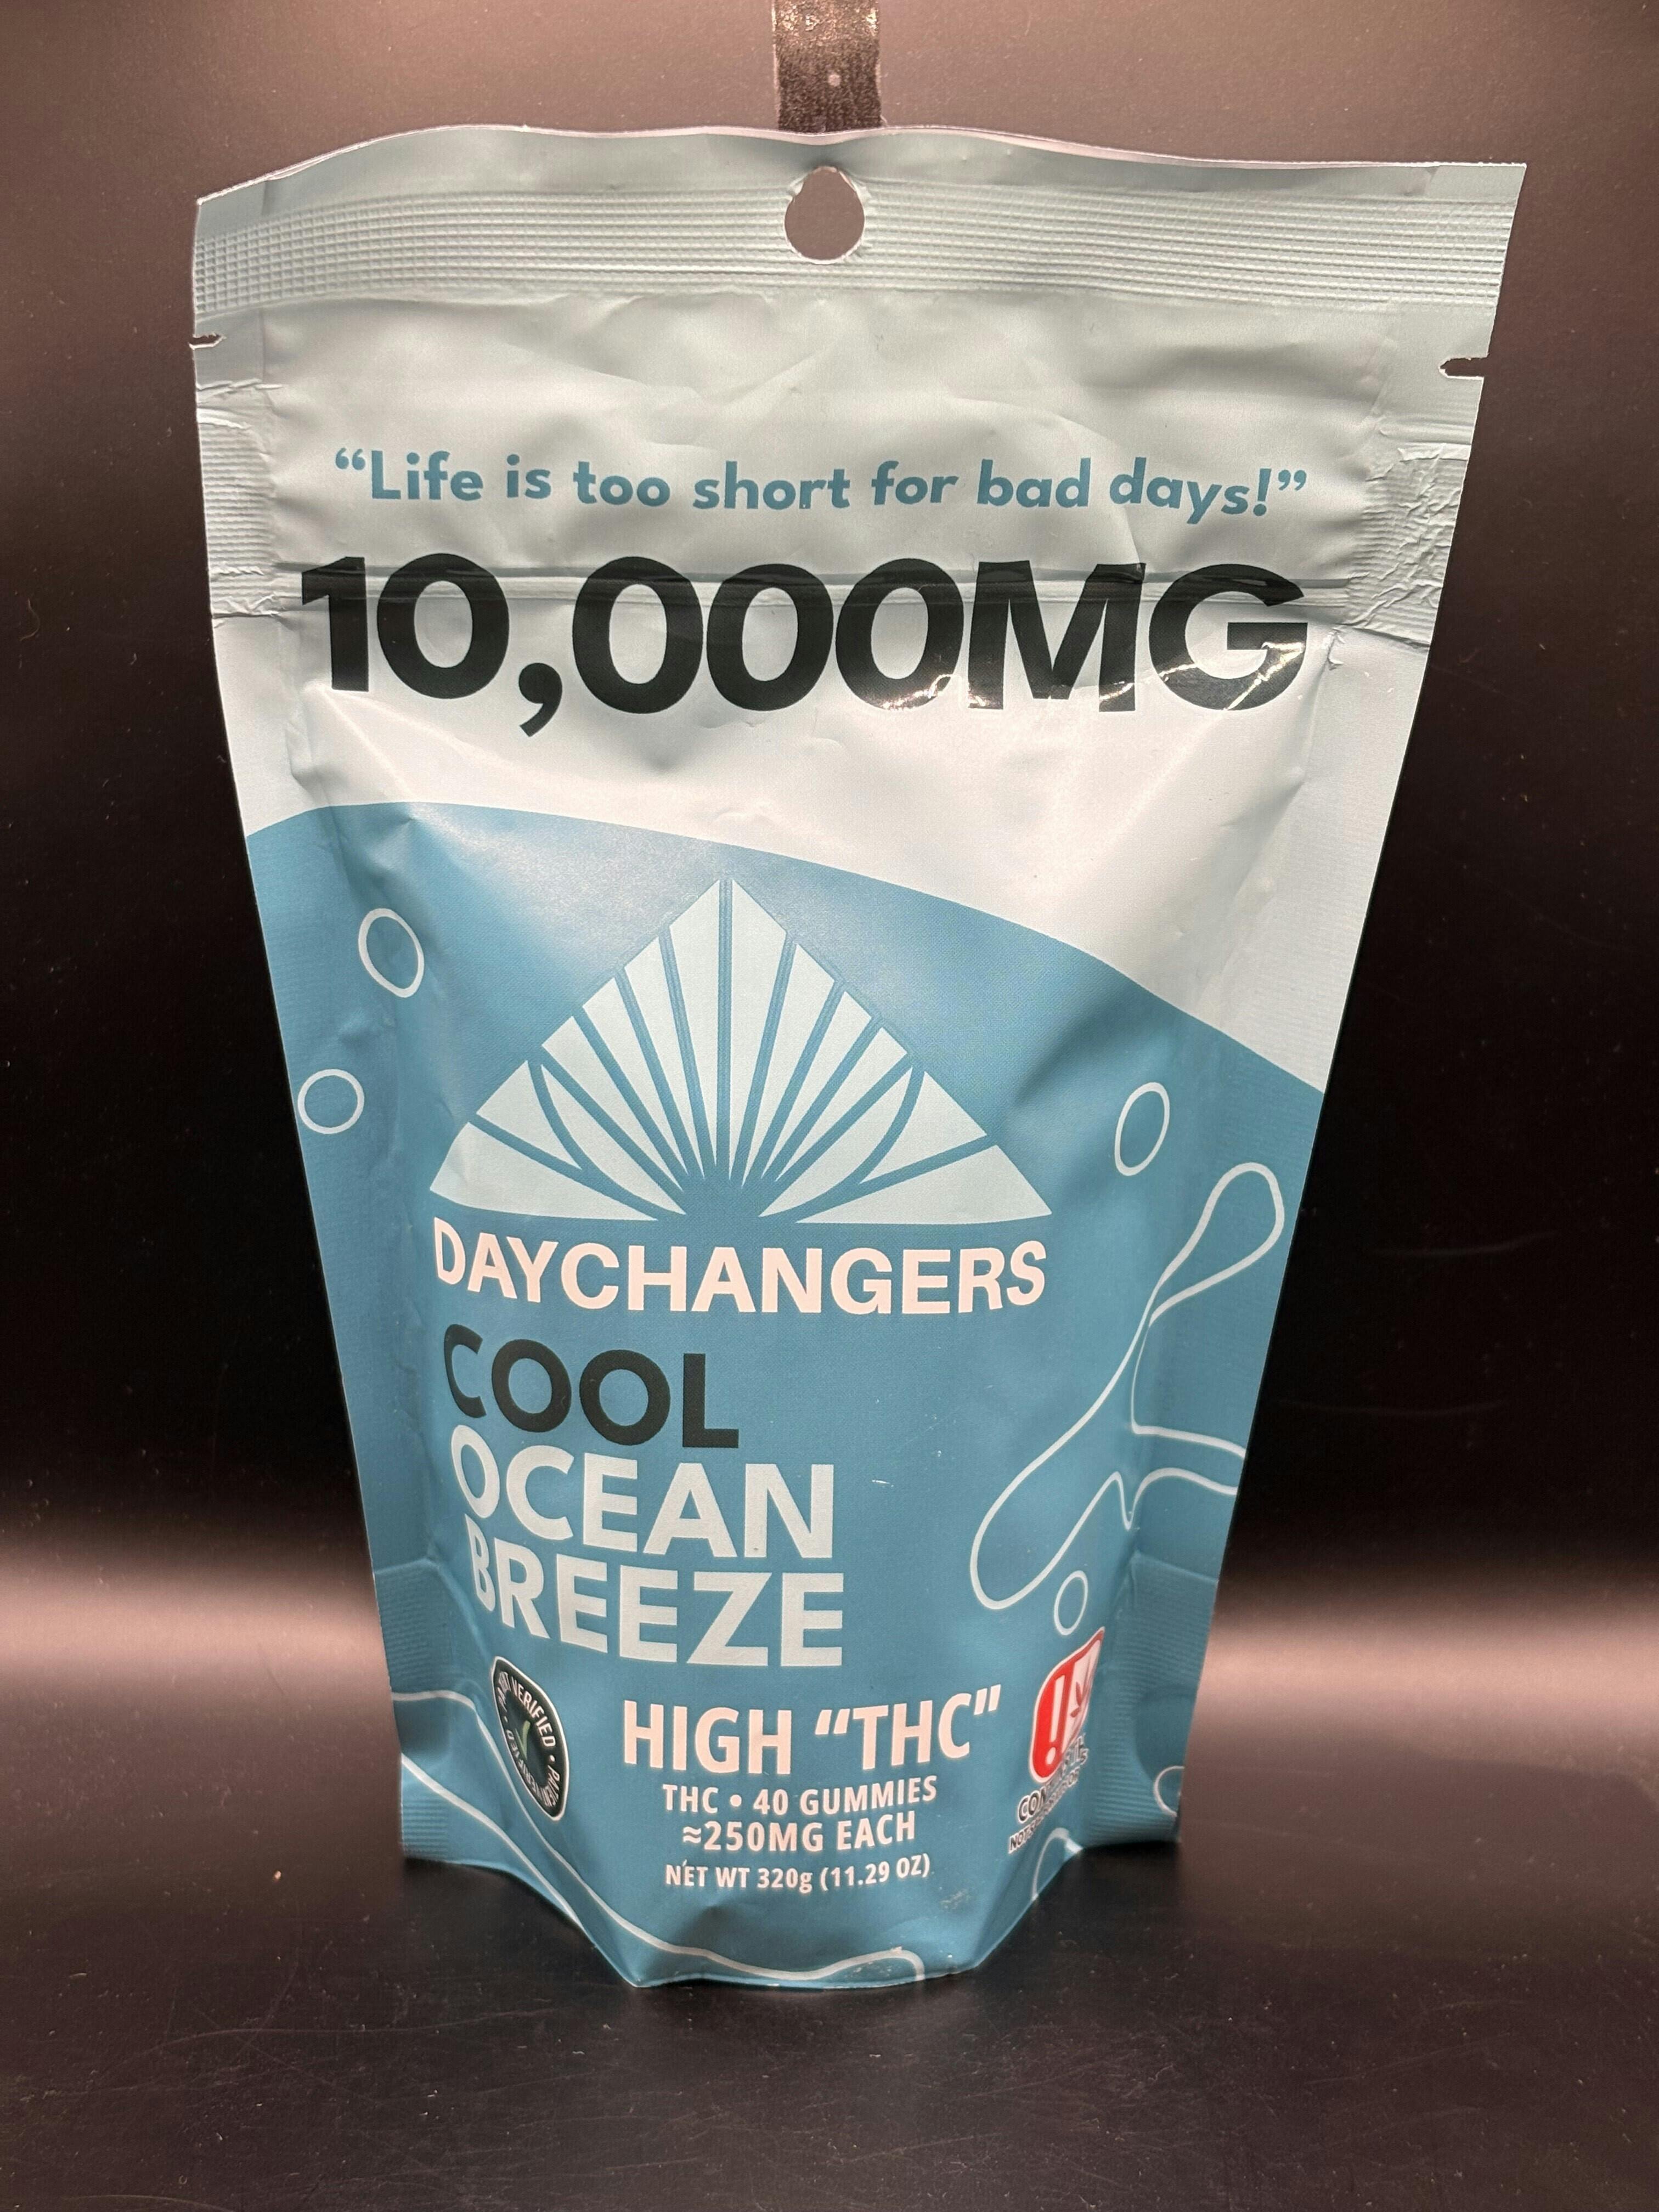 “Life is too short for bad days!”
10,000MG
DAYCHANGERS
COOL
OCEAN
BREEZE
VERIFIED
HIGH “THC”
THC • 40 GUMMIES
≈250MG EACH
NET WT 320g (11.29 OZ)